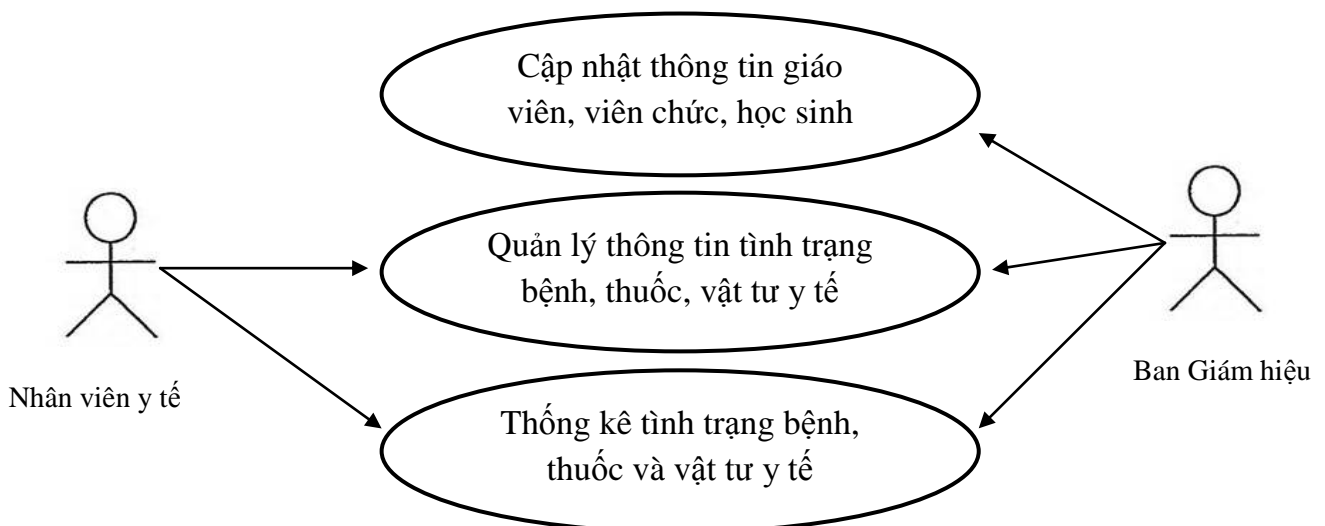 Cập nhật thông tin giáo
viên, viên chức, học sinh
Quản lý thông tin tình trạng
bệnh, thuốc, vật tư y tế
Nhân viên y tế
Ban Giám hiệu
Thống kê tình trạng bệnh,
thuốc và vật tư y tế